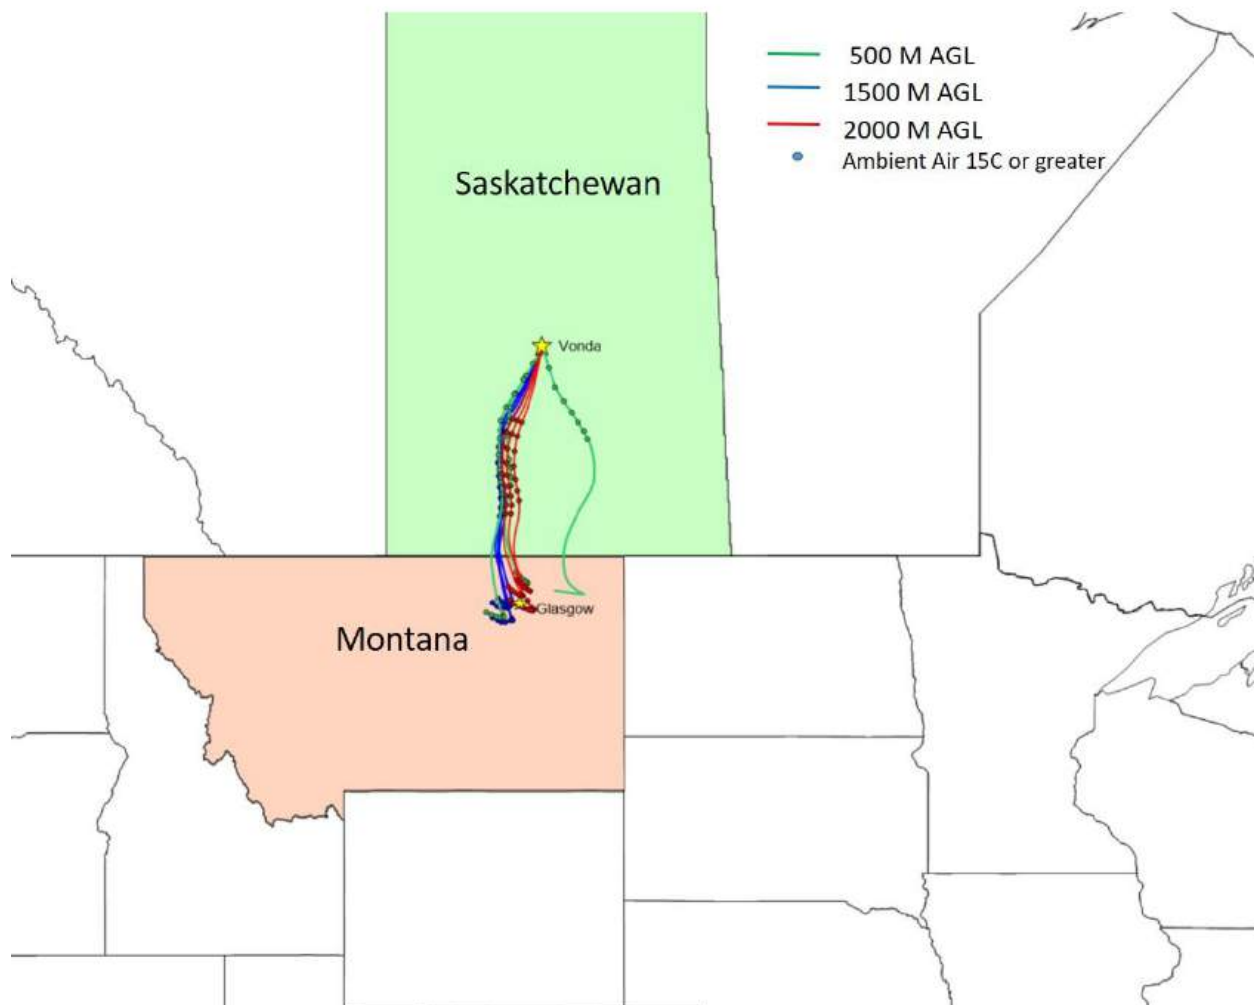 500 M AGL
1500 M AGL
2000 M AGL
Ambient Air 15C or greater
Saskatchewan
Vonda
Glasgow
Montana